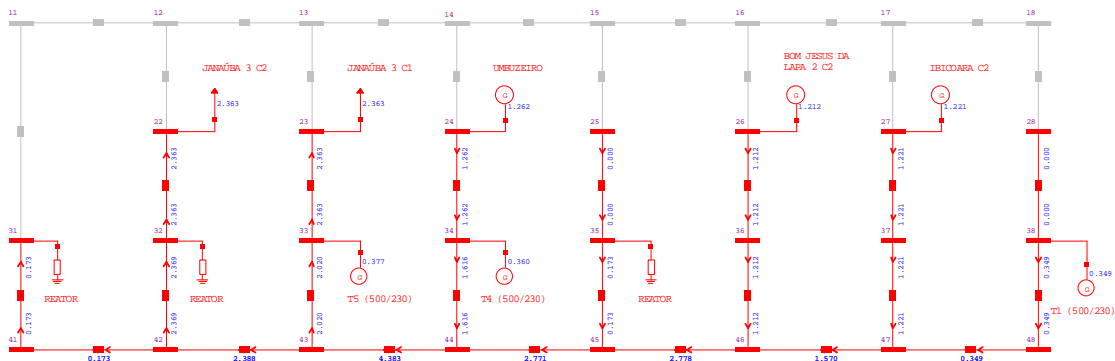 11 12 13 14 15 16 17 18
BOM JESUS DA
JANAÚBA 3 C2 JANAÚBA 3 C1 UMBUZEIRO LAPA 2 C2 IBICOARA C2
G G G
2.363 2.363 1.262 1.212 1.221
22 23 24 25 26 27 28
2.363 2.363 1.262 0.000 1.212 1.221 0.000
2.363 2.363 1.262 0.000 1.212 1.221 0.000
31 32 33 34 35 36 37 38
0.377 0.360 0.349
0.173 2.369 2.020 1.616 0.173 1.212 1.221 0.349
G G G
REATOR REATOR T5 (500/230) T4 (500/230) REATOR T1 (500/230)
0.173 2.369 2.020 1.616 0.173 1.212 1.221 0.349
41 42 43 44 45 46 47 48
0.173 2.388 4.383 2.771 2.778 1.570 0.349